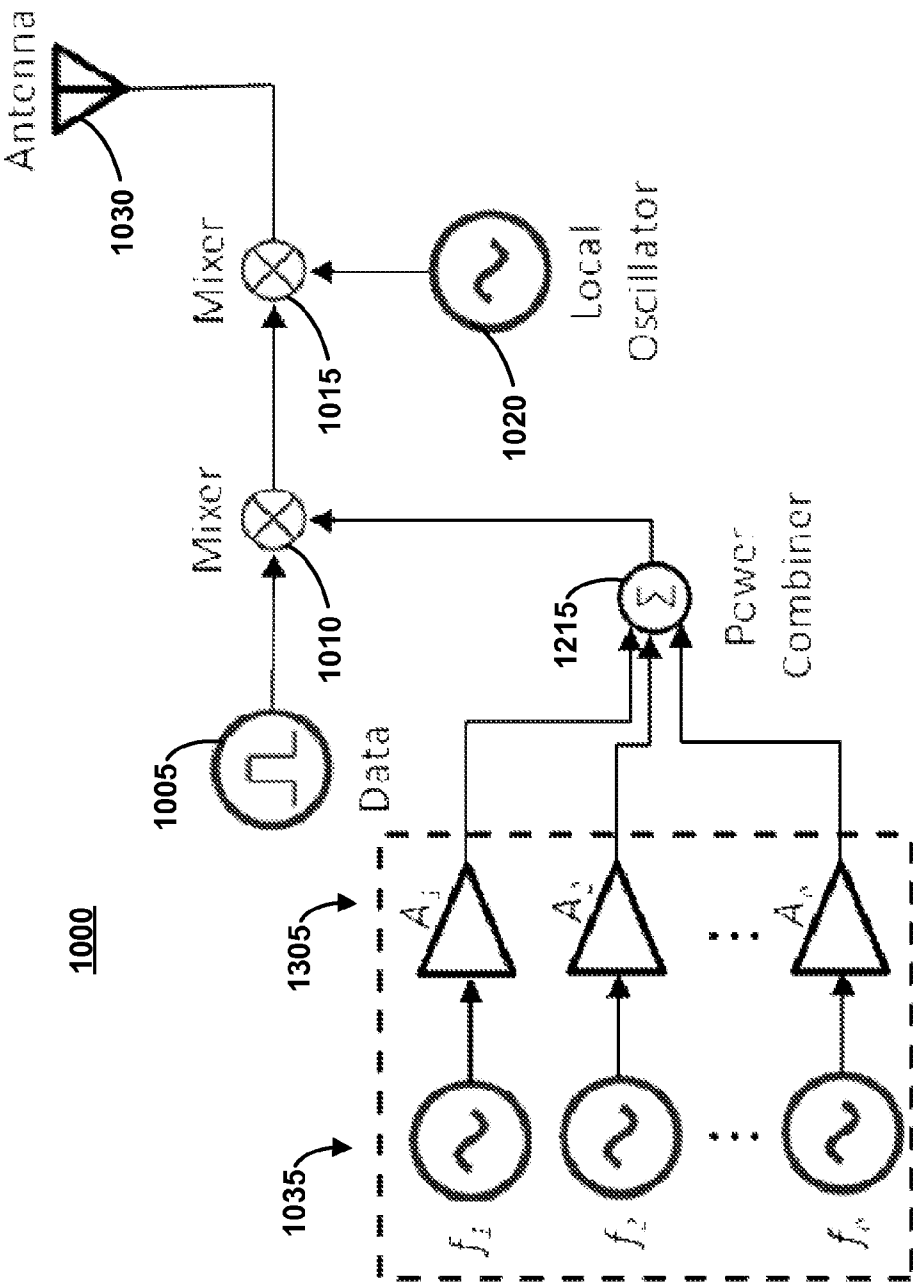 1000
Antenna
1030
Mixer
1015
Mixer
1010
1020
Local
Oscillator
1005
Data
1215
Σ
Power
Combiner
1305
1035
A₁
A₂
Aₙ
...
...
f₁
f₂
fₙ